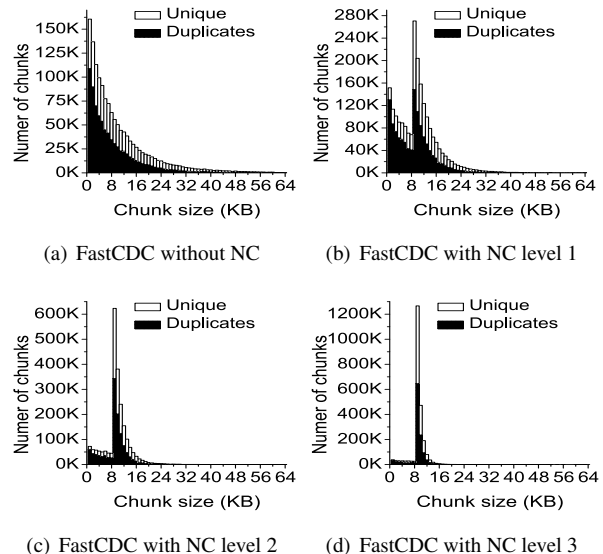 Unique
Duplicates
Numer of chunks
150K
125K
100K
75K
50K
25K
0K
0 8 16 24 32 40 48 56 64
Chunk size (KB)
(a) FastCDC without NC
Unique
Duplicates
Numer of chunks
280K
240K
200K
160K
120K
80K
40K
0K
0 8 16 24 32 40 48 56 64
Chunk size (KB)
(b) FastCDC with NC level 1
Unique
Duplicates
Numer of chunks
600K
500K
400K
300K
200K
100K
0K
0 8 16 24 32 40 48 56 64
Chunk size (KB)
(c) FastCDC with NC level 2
Unique
Duplicates
Numer of chunks
1200K
1000K
800K
600K
400K
200K
0K
0 8 16 24 32 40 48 56 64
Chunk size (KB)
(d) FastCDC with NC level 3